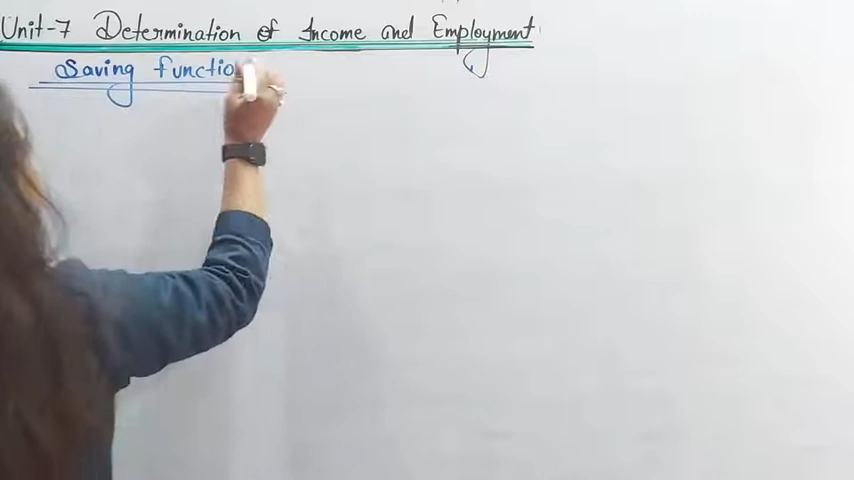 Unit-7 Determination of Income and Employment
Saving functio